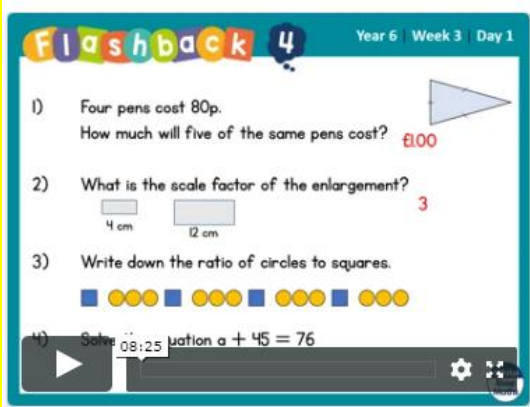 Flashback 4
Year 6 Week 3 Day 1
1) Four pens cost 80p.
How much will five of the same pens cost? £1.00
2) What is the scale factor of the enlargement?
3
4 cm
12 cm
3) Write down the ratio of circles to squares.
4) Solve uation a + 45 = 76
08:25